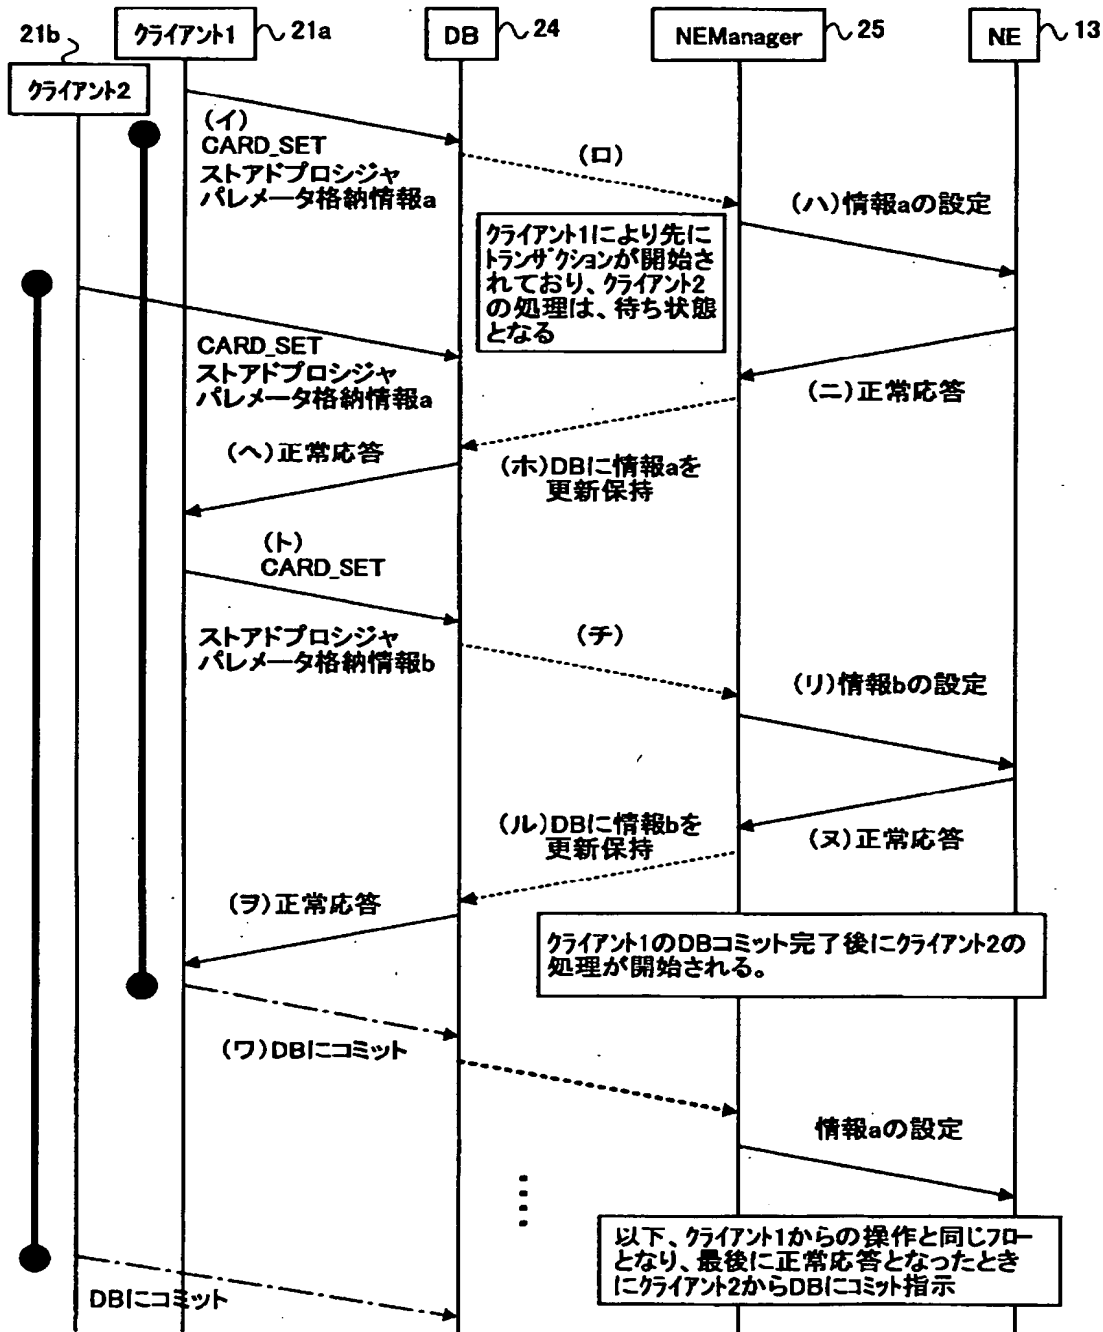 21b
クライアント1
21a
DB
24
NEManager
25
NE
13
クライアント2
(イ)
CARD_SET
ストアドプロシジャ
パレメータ格納情報a
(ロ)
(ハ)情報aの設定
クライアント1により先に
トランザクションが開始さ
れており、クライアント2
の処理は、待ち状態
となる
CARD_SET
ストアドプロシジャ
パレメータ格納情報a
(ニ)正常応答
(ヘ)正常応答
(ホ)DBに情報aを
更新保持
(ト)
CARD_SET
ストアドプロシジャ
パレメータ格納情報b
(チ)
(リ)情報bの設定
(ル)DBに情報bを
更新保持
(ヌ)正常応答
(ヲ)正常応答
クライアント1のDBコミット完了後にクライアント2の
処理が開始される。
(ワ)DBにコミット
情報aの設定
以下、クライアント1からの操作と同じフロー
となり、最後に正常応答となったとき
にクライアント2からDBにコミット指示
DBにコミット